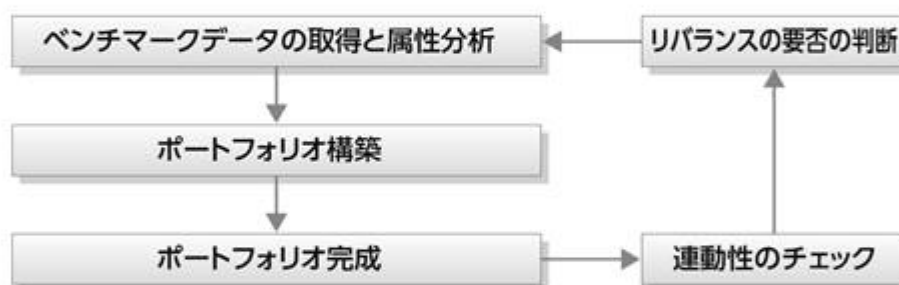 ベンチマークデータの取得と属性分析
リバランスの要否の判断
ポートフォリオ構築
ポートフォリオ完成
連動性のチェック